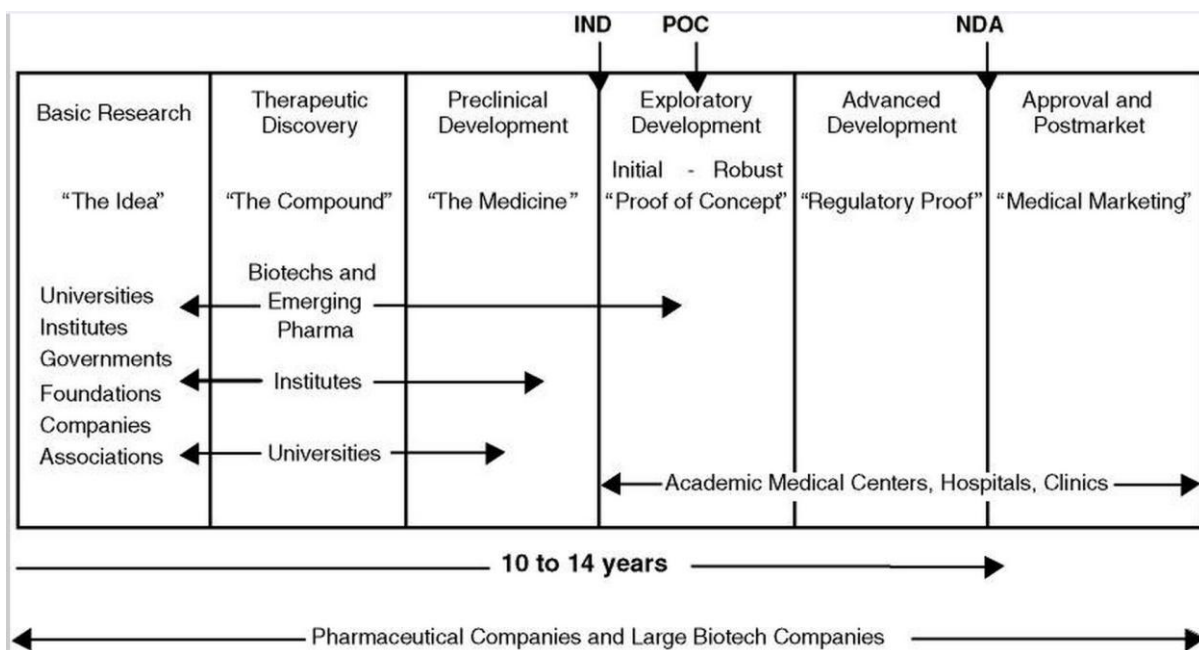 IND
POC
NDA
Basic Research
Therapeutic
Discovery
Preclinical
Development
Exploratory
Development
Advanced
Development
Approval and
Postmarket
Initial - Robust
“The Idea”
“The Compound”
“The Medicine”
“Proof of Concept”
“Regulatory Proof”
“Medical Marketing”
Universities
Institutes
Governments
Foundations
Companies
Associations
Biotechs and
Emerging
Pharma
Institutes
Universities
Academic Medical Centers, Hospitals, Clinics
10 to 14 years
Pharmaceutical Companies and Large Biotech Companies